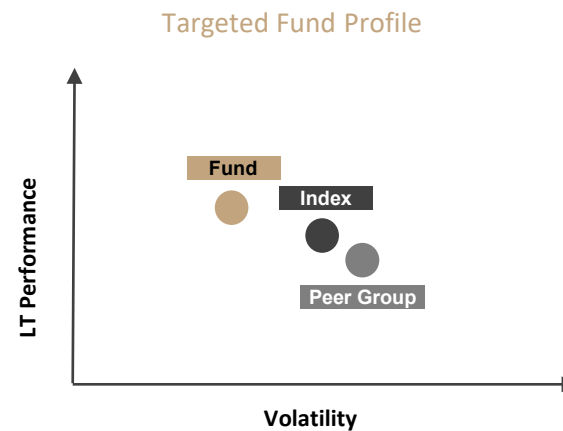 Targeted Fund Profile
Fund
Index
Peer Group
LT Performance
Volatility